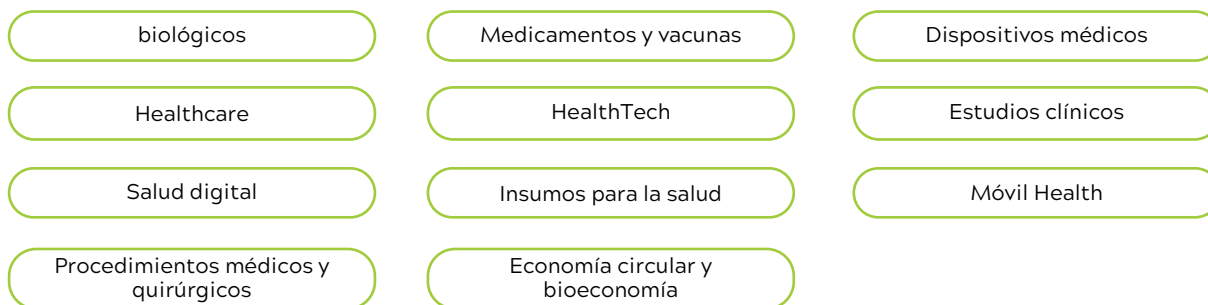 biológicos
Medicamentos y vacunas
Dispositivos médicos
Healthcare
HealthTech
Estudios clínicos
Salud digital
Insumos para la salud
Móvil Health
Procedimientos médicos y
quirúrgicos
Economía circular y
bioeconomía